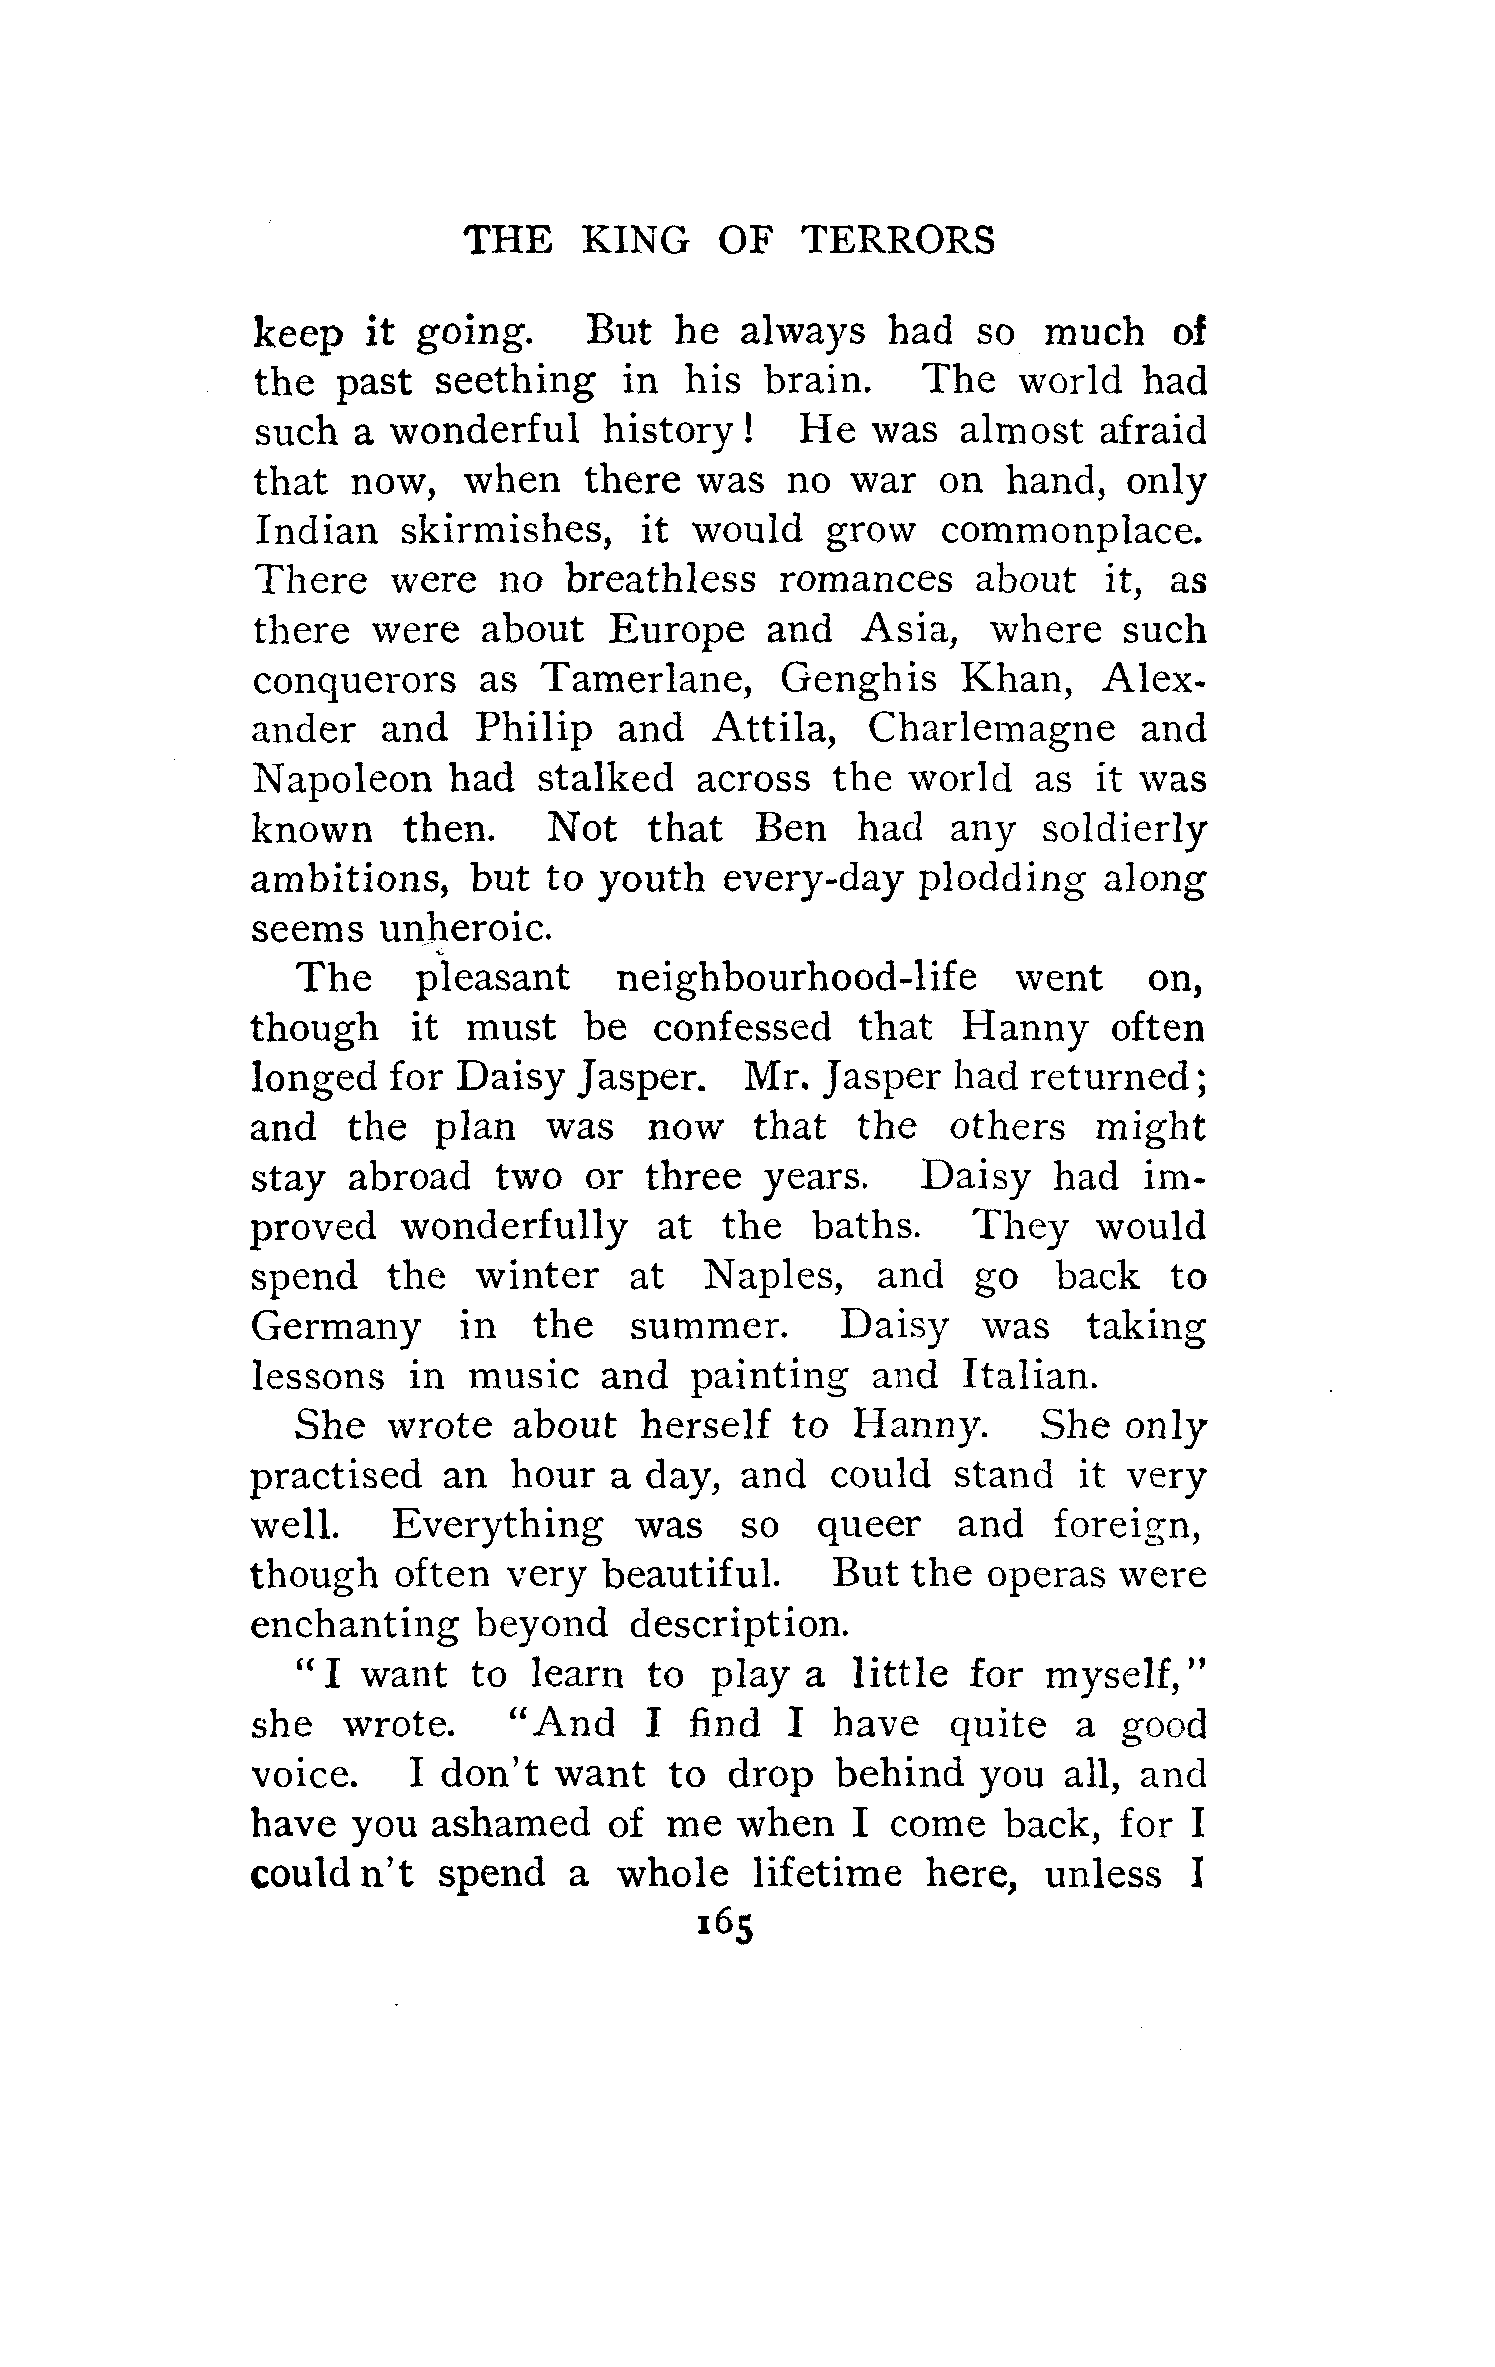 THE KING OF TERRORS
keep it going. But he always had so much of
the past seething in his brain. The world had
such a wonderful history! He was almost afraid
that now, when there was no war on hand, only
Indian skirmishes, it would grow commonplace.
There were no breathless romances about it, as
there were about Europe and Asia, where such
conquerors as Tamerlane, Genghis Khan, Alex-
ander and Philip and Attila, Charlemagne and
Napoleon had stalked across the world as it was
known then. Not that Ben had any soldierly
ambitions, but to youth every-day plodding along
seems unheroic.
The pleasant neighbourhood-life went on,
though it must be confessed that Hanny often
longed for Daisy Jasper. Mr. Jasper had returned;
and the plan was now that the others might
stay abroad two or three years. Daisy had im-
proved wonderfully at the baths. They would
spend the winter at Naples, and go back to
Germany in the summer. Daisy was taking
lessons in music and painting and Italian.
She wrote about herself to Hanny. She only
practised an hour a day, and could stand it very
well. Everything was so queer and foreign,
though often very beautiful. But the operas were
enchanting beyond description.
"I want to learn to play a little for myself,"
she wrote. "And I find I have quite a good
voice. I don't want to drop behind you all, and
have you ashamed of me when I come back, for I
couldn't spend a whole lifetime here, unless I
165